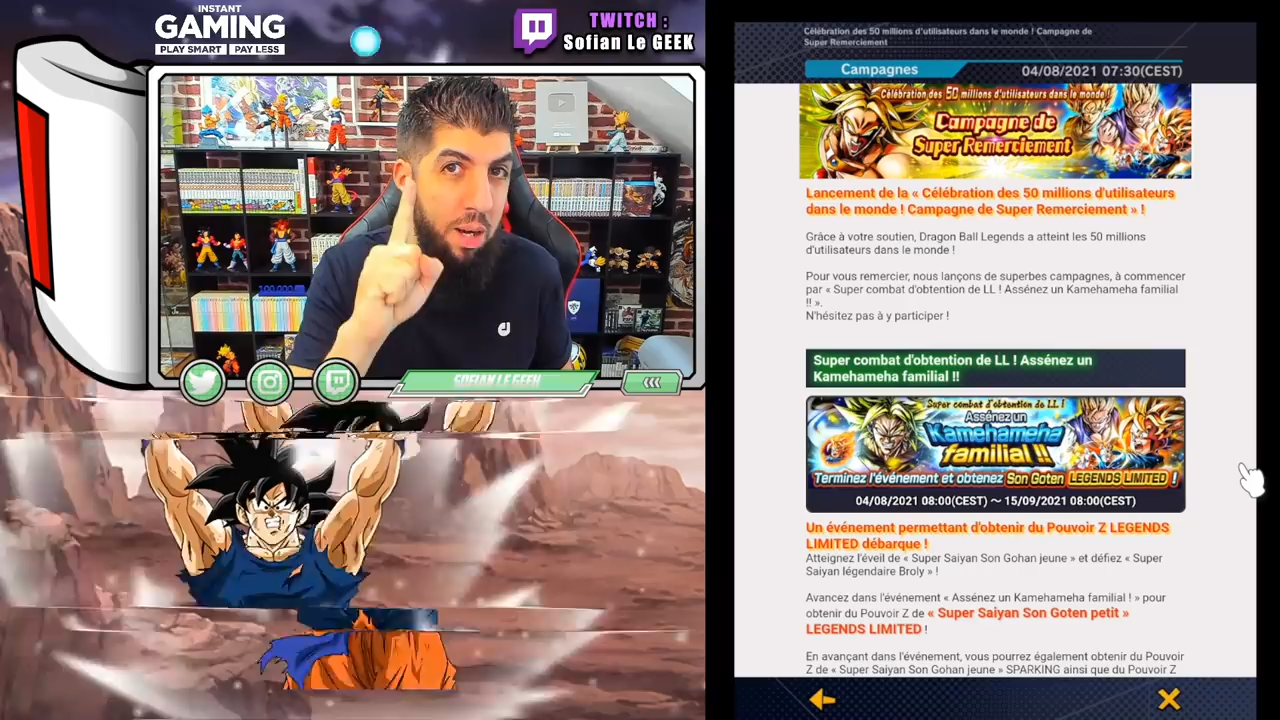 INSTANT
GAMING
PLAY SMART | PAY LESS
TWITCH :
Sofian Le GEEK
SOFIAN LE GEEK
Célébration des 50 millions d'utilisateurs dans le monde ! Campagne de
Super Remerciement
Campagnes
04/08/2021 07:30(CEST)
Célébration des 50 millions d'utilisateurs dans le monde !
Campagne de
Super Remerciement
Lancement de la « Célébration des 50 millions d'utilisateurs
dans le monde ! Campagne de Super Remerciement » !
Grâce à votre soutien, Dragon Ball Legends a atteint les 50 millions
d'utilisateurs dans le monde !
Pour vous remercier, nous lançons de superbes campagnes, à commencer
par « Super combat d'obtention de LL ! Assénez un Kamehameha familial
!! ».
N'hésitez pas à y participer !
Super combat d'obtention de LL ! Assénez un
Kamehameha familial !!
Super combat d'obtention de LL !
Assénez un
Kamehameha
familial !!
Terminez l'événement et obtenez Son Goten LEGENDS LIMITED !
04/08/2021 08:00(CEST) ～ 15/09/2021 08:00(CEST)
Un événement permettant d'obtenir du Pouvoir Z LEGENDS
LIMITED débarque !
Atteignez l'éveil de « Super Saiyan Son Gohan jeune » et défiez « Super
Saiyan légendaire Broly » !
Avancez dans l'événement « Assénez un Kamehameha familial ! » pour
obtenir du Pouvoir Z de « Super Saiyan Son Goten petit »
LEGENDS LIMITED !
En avançant dans l'événement, vous pourrez également obtenir du Pouvoir
Z de « Super Saiyan Son Gohan jeune » SPARKING ainsi que du Pouvoir Z